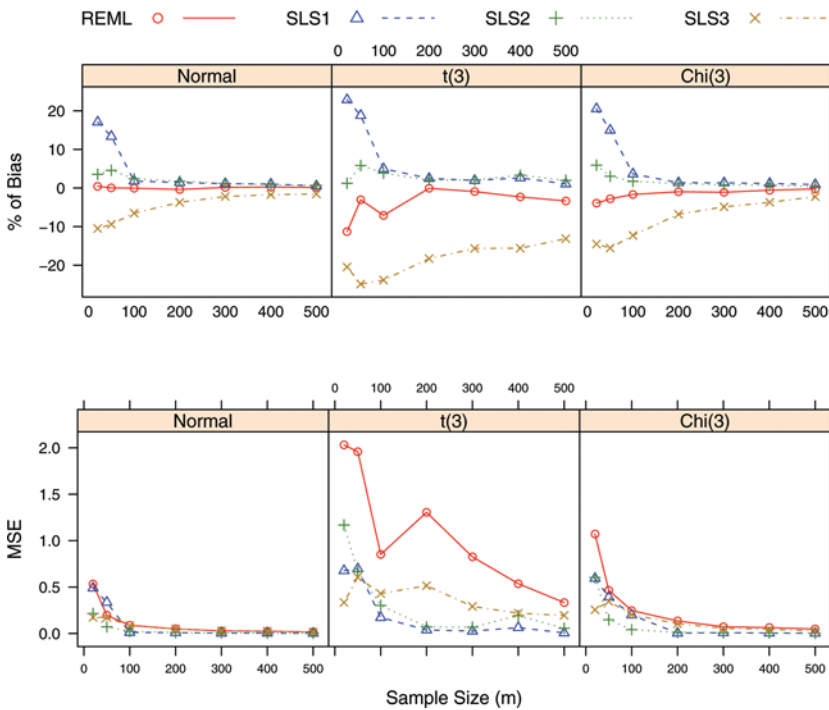 REML SLS1 SLS2 SLS3
0 100 200 300 400 500
Normal t(3) Chi(3)
20
10
0
−10
−20
% of Bias
0 100 200 300 400 500 0 100 200 300 400 500
0 100 200 300 400 500
Normal t(3) Chi(3)
2.0
1.5
1.0
0.5
0.0
MSE
0 100 200 300 400 500 0 100 200 300 400 500
Sample Size (m)